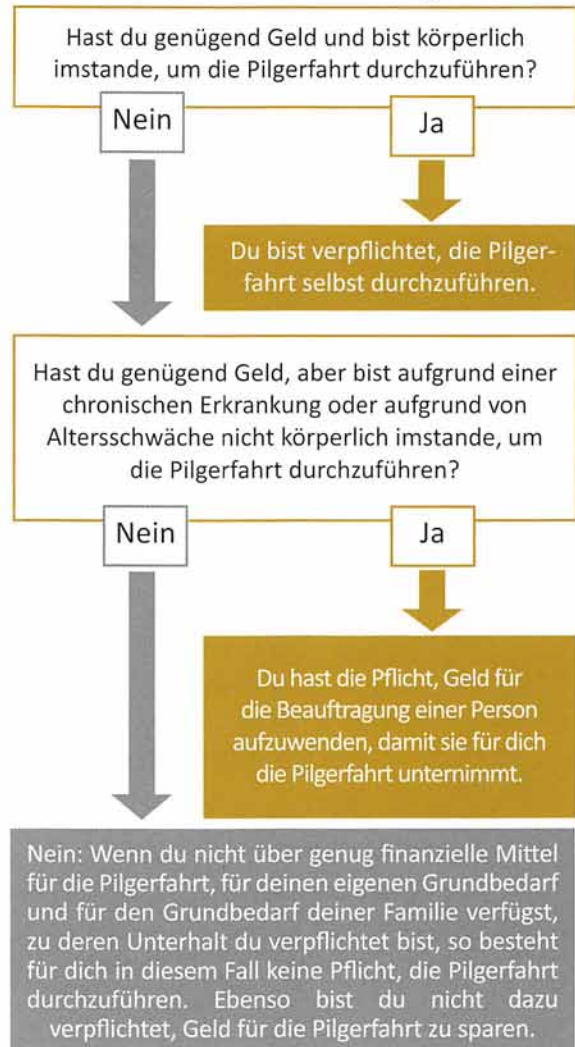 Hast du genügend Geld und bist körperlich
imstande, um die Pilgerfahrt durchzuführen?
Nein
Ja
Du bist verpflichtet, die Pilger-
fahrt selbst durchzuführen.
Hast du genügend Geld, aber bist aufgrund einer
chronischen Erkrankung oder aufgrund von
Altersschwäche nicht körperlich imstande, um
die Pilgerfahrt durchzuführen?
Nein
Ja
Du hast die Pflicht, Geld für
die Beauftragung einer Person
aufzuwenden, damit sie für dich
die Pilgerfahrt unternimmt.
Nein: Wenn du nicht über genug finanzielle Mittel
für die Pilgerfahrt, für deinen eigenen Grundbedarf
und für den Grundbedarf deiner Familie verfügst,
zu deren Unterhalt du verpflichtet bist, so besteht
für dich in diesem Fall keine Pflicht, die Pilgerfahrt
durchzuführen. Ebenso bist du nicht dazu
verpflichtet, Geld für die Pilgerfahrt zu sparen.